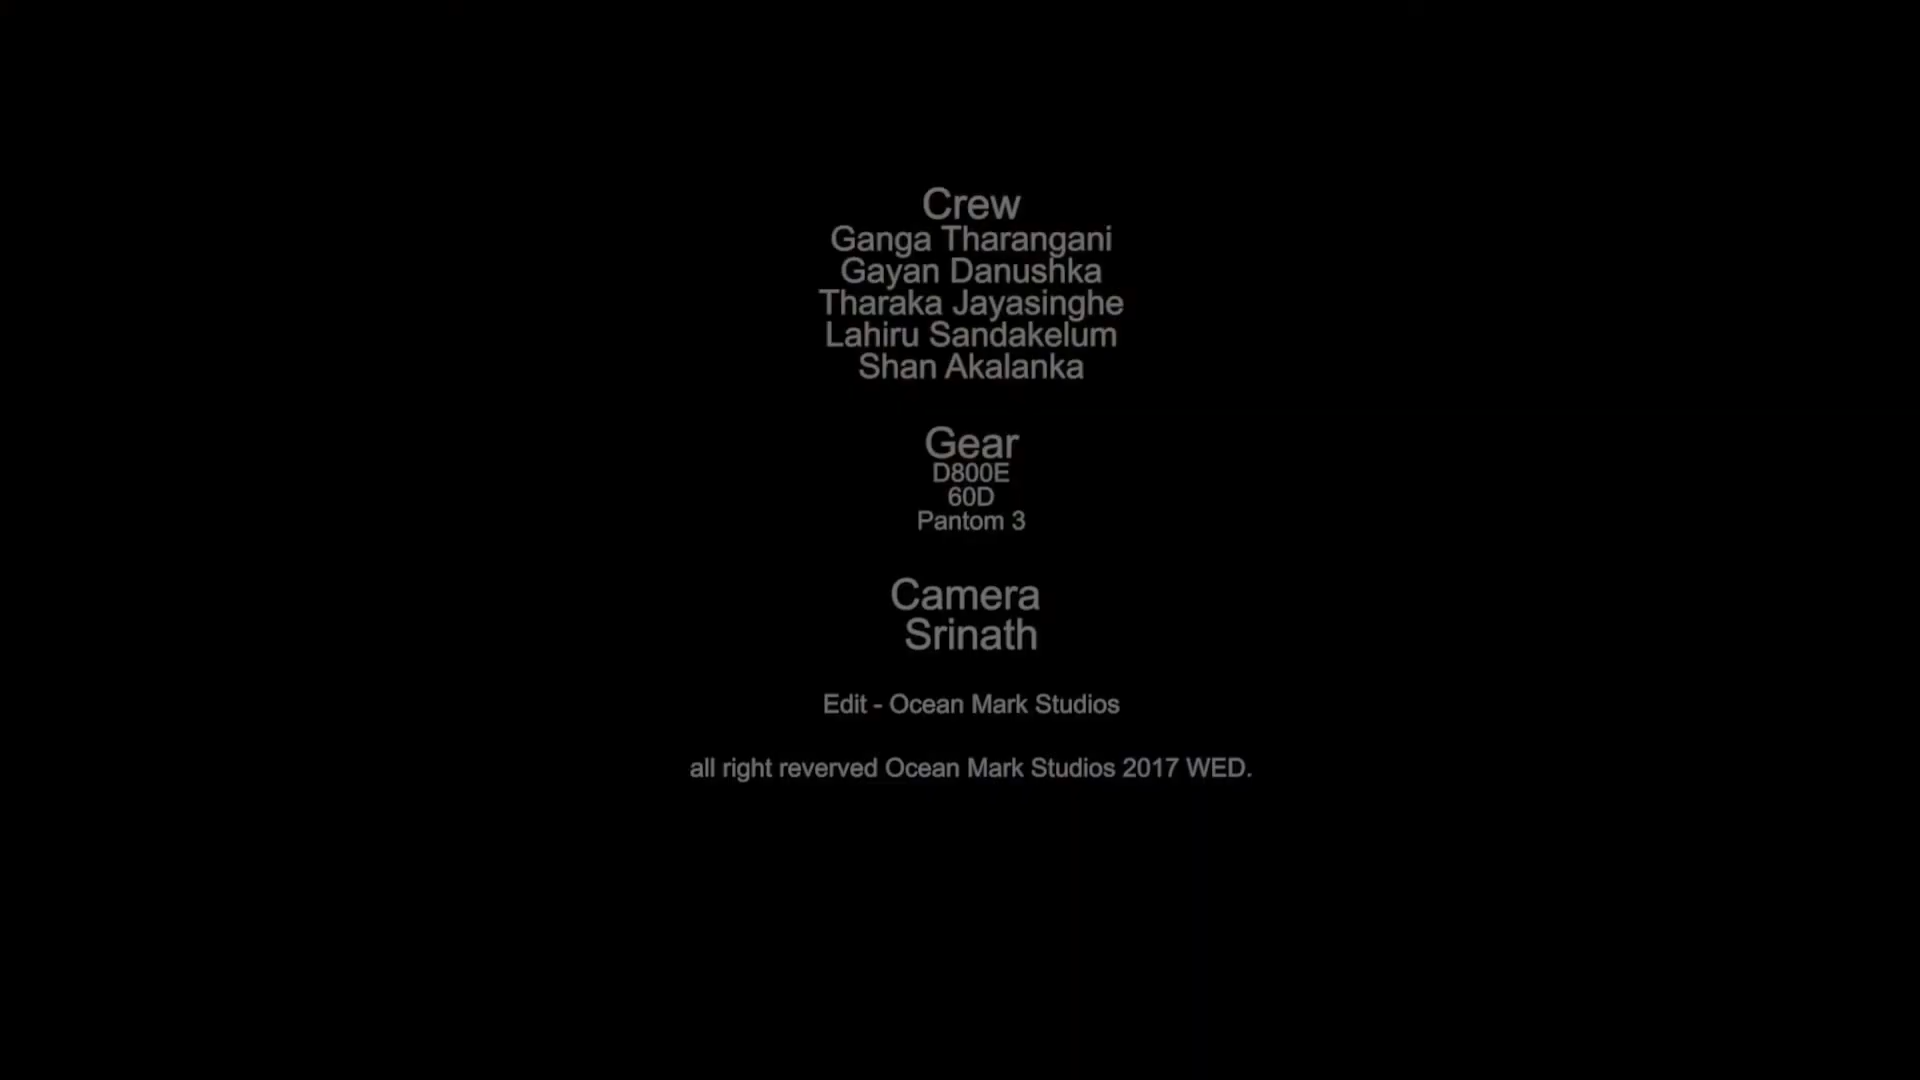 Crew
Ganga Tharangani
Gayan Danushka
Tharaka Jayasinghe
Lahiru Sandakelum
Shan Akalanka
Gear
D800E
60D
Pantom 3
Camera
Srinath
Edit - Ocean Mark Studios
all right reverved Ocean Mark Studios 2017 WED.